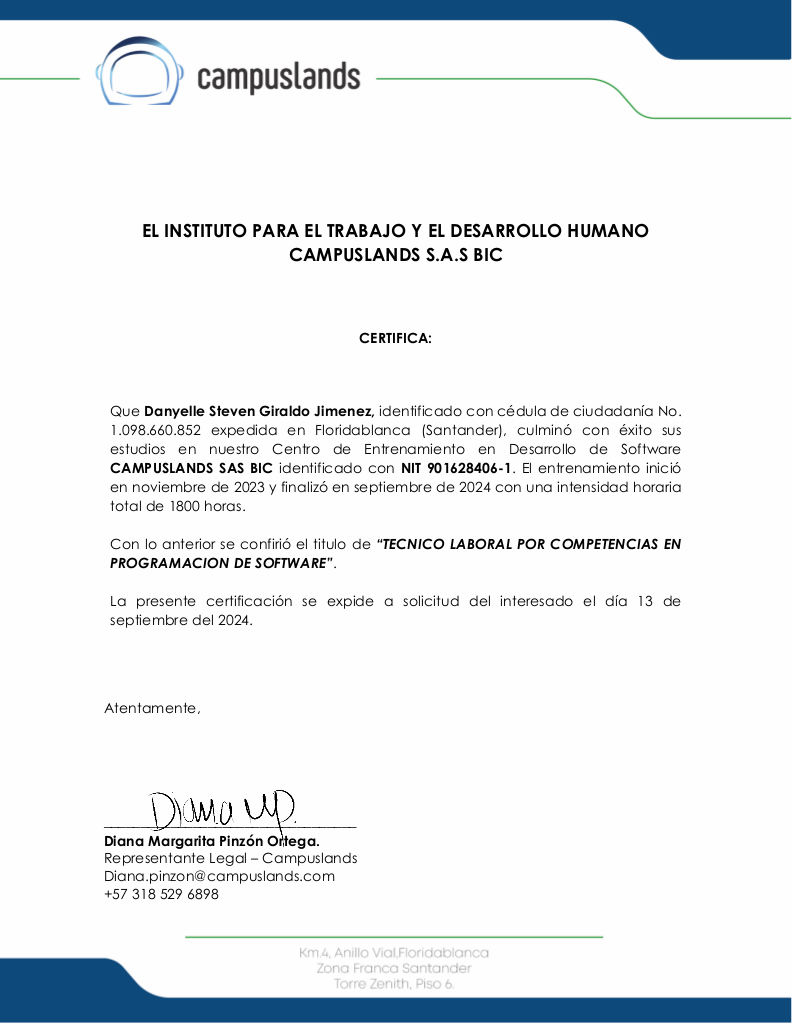 campuslands
EL INSTITUTO PARA EL TRABAJO Y EL DESARROLLO HUMANO
CAMPUSLANDS S.A.S BIC
CERTIFICA:
Que Danyelle Steven Giraldo Jimenez, identificado con cédula de ciudadanía No.
1.098.660.852 expedida en Floridablanca (Santander), culminó con éxito sus
estudios en nuestro Centro de Entrenamiento en Desarrollo de Software
CAMPUSLANDS SAS BIC identificado con NIT 901628406-1. El entrenamiento inició
en noviembre de 2023 y finalizó en septiembre de 2024 con una intensidad horaria
total de 1800 horas.
Con lo anterior se confirió el titulo de “TECNICO LABORAL POR COMPETENCIAS EN
PROGRAMACION DE SOFTWARE”.
La presente certificación se expide a solicitud del interesado el día 13 de
septiembre del 2024.
Atentamente,
Diana MP.
Diana Margarita Pinzón Ortega.
Representante Legal – Campuslands
Diana.pinzon@campuslands.com
+57 318 529 6898
Km.4, Anillo Vial,Floridablanca
Zona Franca Santander
Torre Zenith, Piso 6.